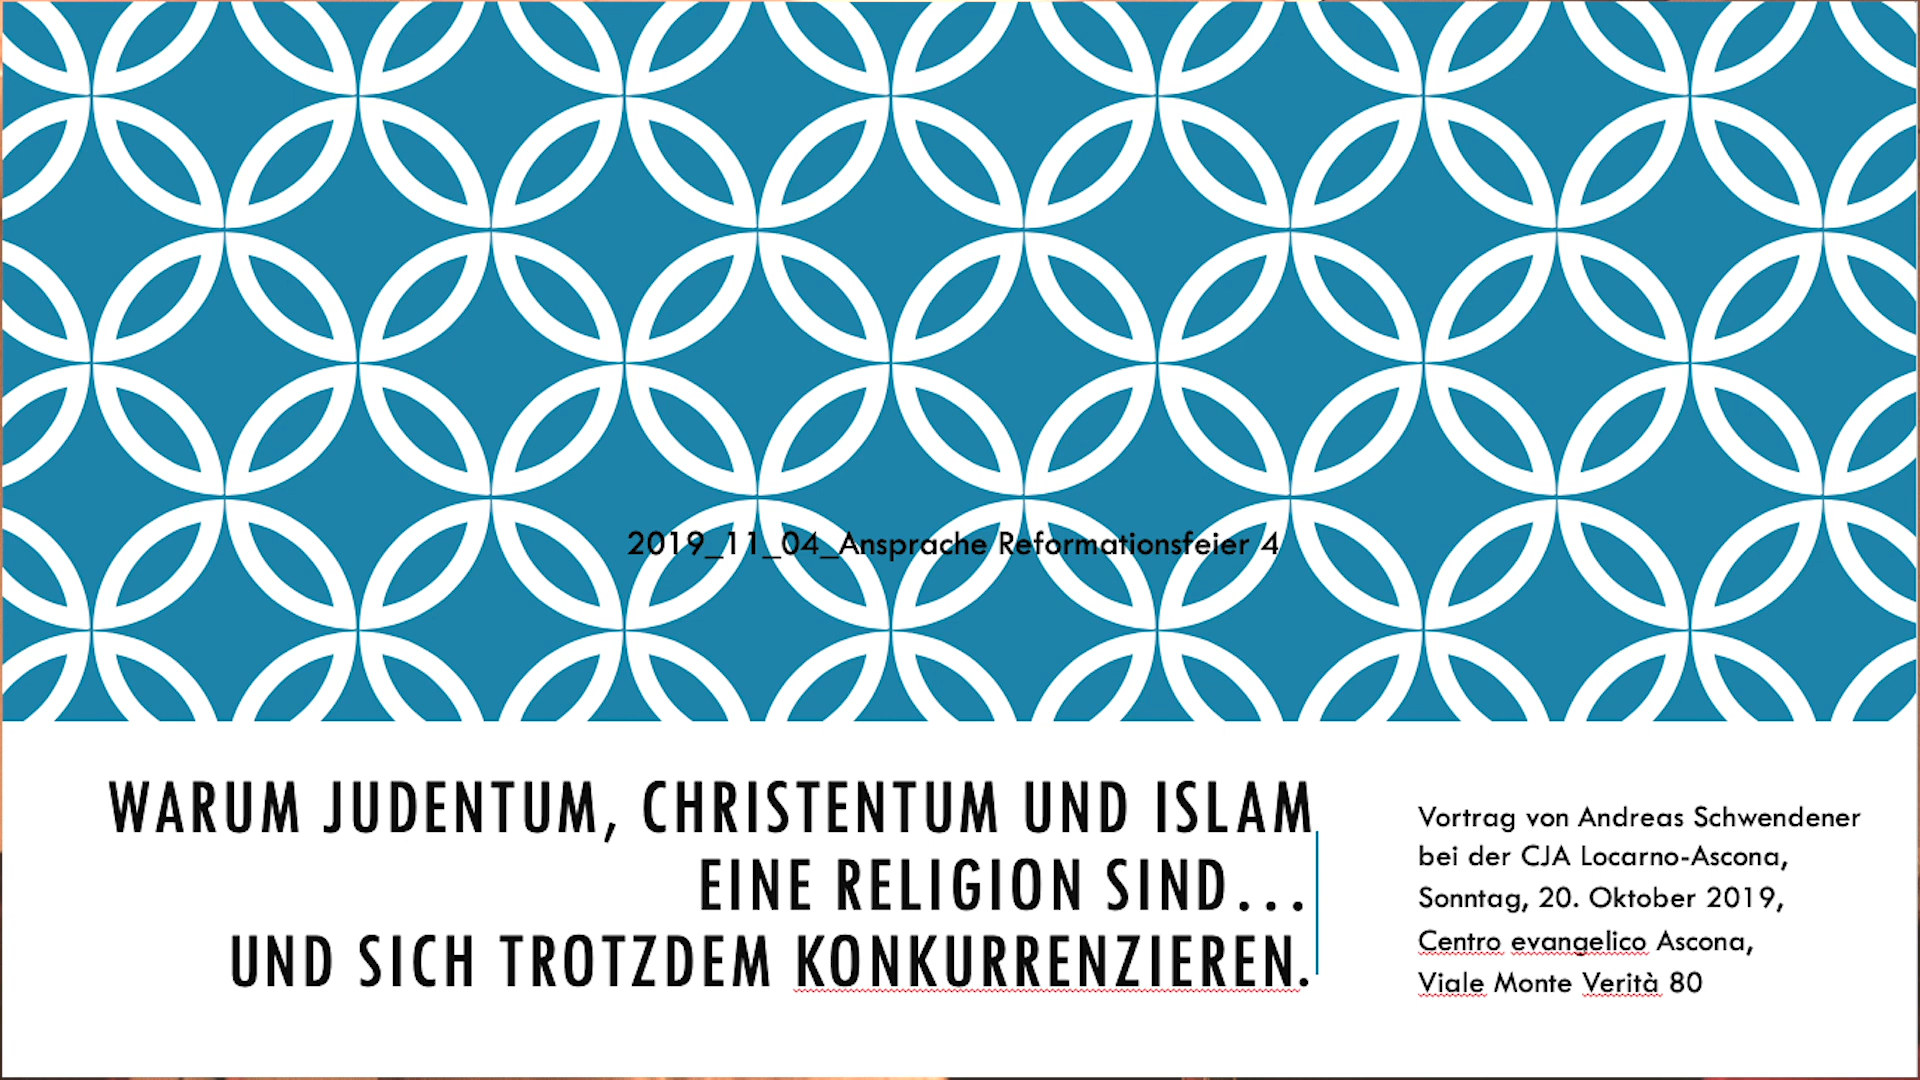 2019_11_04_Ansprache Reformationsfeier 4
WARUM JUDENTUM, CHRISTENTUM UND ISLAM
EINE RELIGION SIND...
UND SICH TROTZDEM KONKURRENZIEREN.
Vortrag von Andreas Schwendener
bei der CJA Locarno-Ascona,
Sonntag, 20. Oktober 2019,
Centro evangelico Ascona,
Viale Monte Verità 80